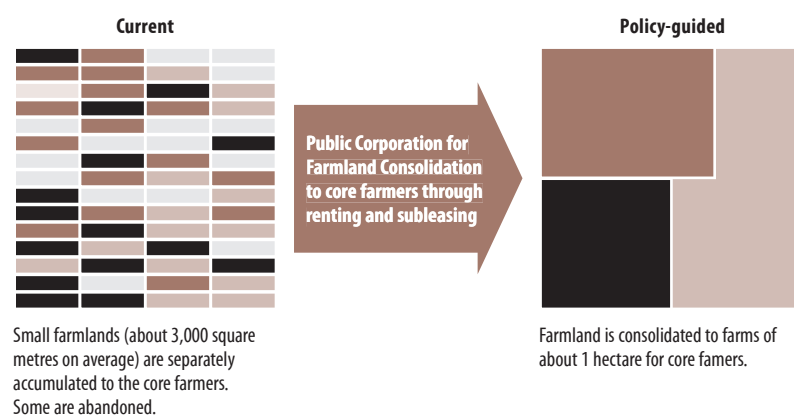 Current
Policy-guided
Public Corporation for
Farmland Consolidation
to core farmers through
renting and subleasing
Small farmlands (about 3,000 square
metres on average) are separately
accumulated to the core farmers.
Some are abandoned.
Farmland is consolidated to farms of
about 1 hectare for core famers.